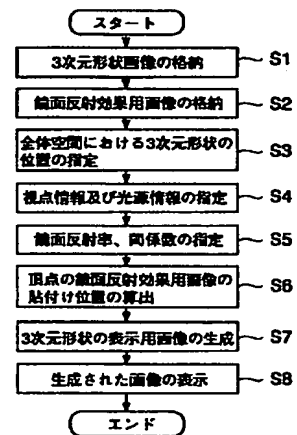 スタート
3次元形状画像の格納
S1
鏡面反射効果用画像の格納
S2
全体空間における3次元形状の
位置の指定
S3
視点情報及び光源情報の指定
S4
鏡面反射率、関係数の指定
S5
頂点の鏡面反射効果用画像の
貼付け位置の算出
S6
3次元形状の表示用画像の生成
S7
生成された画像の表示
S8
エンド